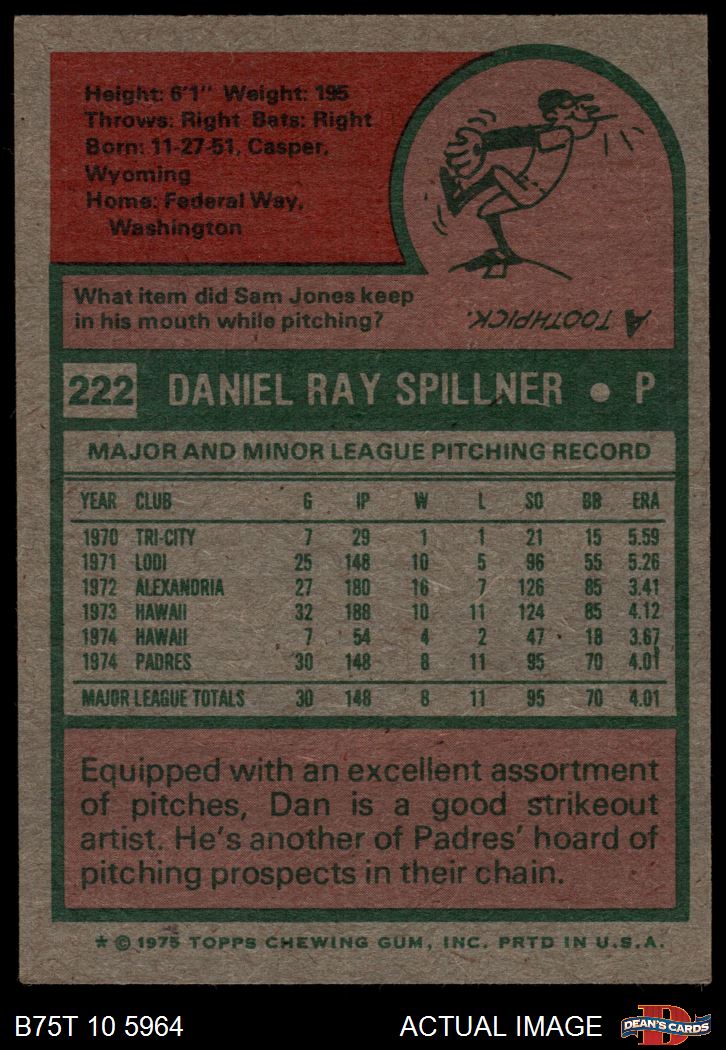 Height: 6'1" Weight: 195
Throws: Right Bats: Right
Born: 11-27-51, Casper,
Wyoming
Home: Federal Way,
Washington
What item did Sam Jones keep
in his mouth while pitching?
A TOOTHPICK.
222 DANIEL RAY SPILLNER • P
MAJOR AND MINOR LEAGUE PITCHING RECORD
YEAR CLUB G IP W L SO BB ERA
1970 TRI-CITY 7 29 1 1 21 15 5.59
1971 LODI 25 148 10 5 96 55 5.26
1972 ALEXANDRIA 27 180 16 7 126 85 3.41
1973 HAWAII 32 188 10 11 124 85 4.12
1974 HAWAII 7 54 4 2 47 18 3.67
1974 PADRES 30 148 8 11 95 70 4.01
MAJOR LEAGUE TOTALS 30 148 8 11 95 70 4.01
Equipped with an excellent assortment
of pitches, Dan is a good strikeout
artist. He's another of Padres' hoard of
pitching prospects in their chain.
* © 1975 TOPPS CHEWING GUM, INC. PRTD IN U.S.A.
B75T 10 5964 ACTUAL IMAGE
D
DEAN'S CARDS